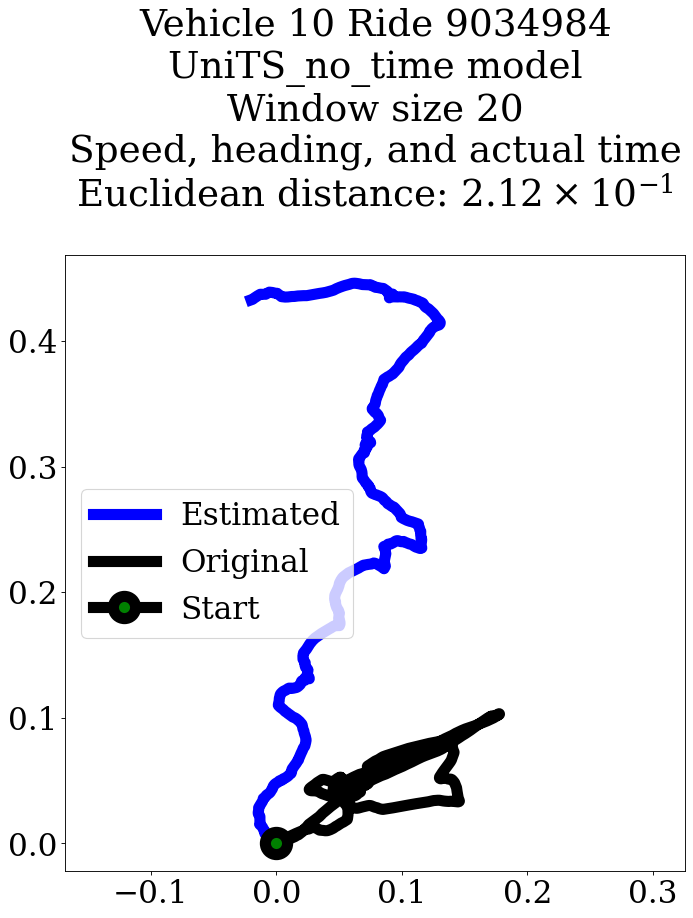 Vehicle 10 Ride 9034984
UniTS_no_time model
Window size 20
Speed, heading, and actual time
Euclidean distance: 2.12 × 10⁻¹
0.4
0.3
Estimated
Original
0.2
Start
0.1
0.0
−0.1 0.0 0.1 0.2 0.3